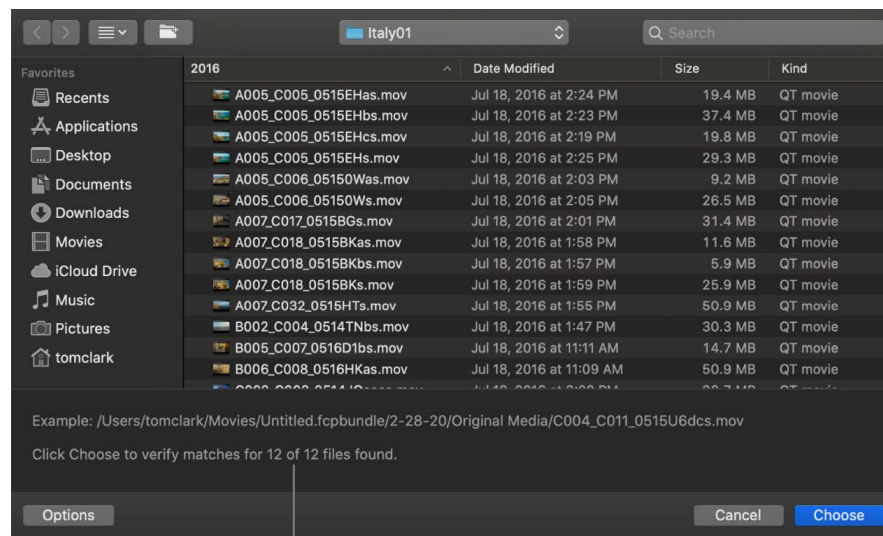 Italy01
Search
Favorites
Recents
Applications
Desktop
Documents
Downloads
Movies
iCloud Drive
Music
Pictures
tomclark
2016 Date Modified Size Kind
A005_C005_0515EHas.mov Jul 18, 2016 at 2:24 PM 19.4 MB QT movie
A005_C005_0515EHbs.mov Jul 18, 2016 at 2:23 PM 37.4 MB QT movie
A005_C005_0515EHcs.mov Jul 18, 2016 at 2:19 PM 19.8 MB QT movie
A005_C005_0515EHs.mov Jul 18, 2016 at 2:25 PM 29.3 MB QT movie
A005_C006_05150Was.mov Jul 18, 2016 at 2:03 PM 9.2 MB QT movie
A005_C006_05150Ws.mov Jul 18, 2016 at 2:05 PM 26.5 MB QT movie
A007_C017_0515BGs.mov Jul 18, 2016 at 2:01 PM 31.4 MB QT movie
A007_C018_0515BKas.mov Jul 18, 2016 at 1:58 PM 11.6 MB QT movie
A007_C018_0515BKbs.mov Jul 18, 2016 at 1:57 PM 5.9 MB QT movie
A007_C018_0515BKs.mov Jul 18, 2016 at 1:59 PM 25.9 MB QT movie
A007_C032_0515HTs.mov Jul 18, 2016 at 1:55 PM 50.9 MB QT movie
B002_C004_0514TNbs.mov Jul 18, 2016 at 1:47 PM 30.3 MB QT movie
B005_C007_0516D1bs.mov Jul 18, 2016 at 11:11 AM 14.7 MB QT movie
B006_C008_0516HKas.mov Jul 18, 2016 at 11:09 AM 50.9 MB QT movie
Example: /Users/tomclark/Movies/Untitled.fcpbundle/2-28-20/Original Media/C004_C011_0515U6dcs.mov
Click Choose to verify matches for 12 of 12 files found.
Options Cancel Choose